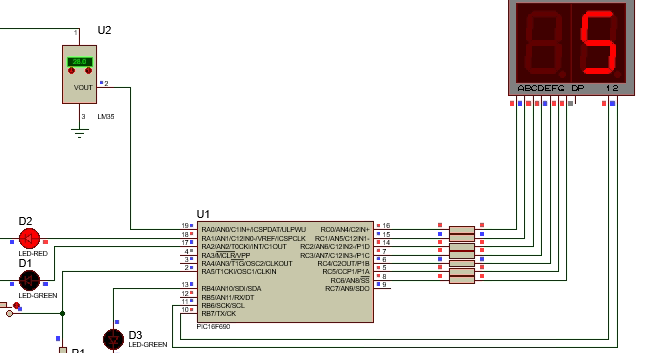 5
ABCDEFG DP 12
U2
1
28.0
2
VOUT
3
LM35
U1
19 RA0/AN0/C1IN+/ICSPDAT/ULPWU RC0/AN4/C2IN+ 16
18 RA1/AN1/C12IN0-/VREF/ICSPCLK RC1/AN5/C12IN1- 15
17 RA2/AN2/T0CKI/INT/C1OUT RC2/AN6/C12IN2-/P1D 14
4 RA3/MCLR/VPP RC3/AN7/C12IN3-/P1C 7
3 RA4/AN3/T1G/OSC2/CLKOUT RC4/C2OUT/P1B 6
2 RA5/T1CKI/OSC1/CLKIN RC5/CCP1/P1A 5
RC6/AN8/SS 8
13 RB4/AN10/SDI/SDA RC7/AN9/SDO 9
12 RB5/AN11/RX/DT
11 RB6/SCK/SCL
10 RB7/TX/CK
PIC16F690
D2
LED-RED
D1
LED-GREEN
D3
LED-GREEN